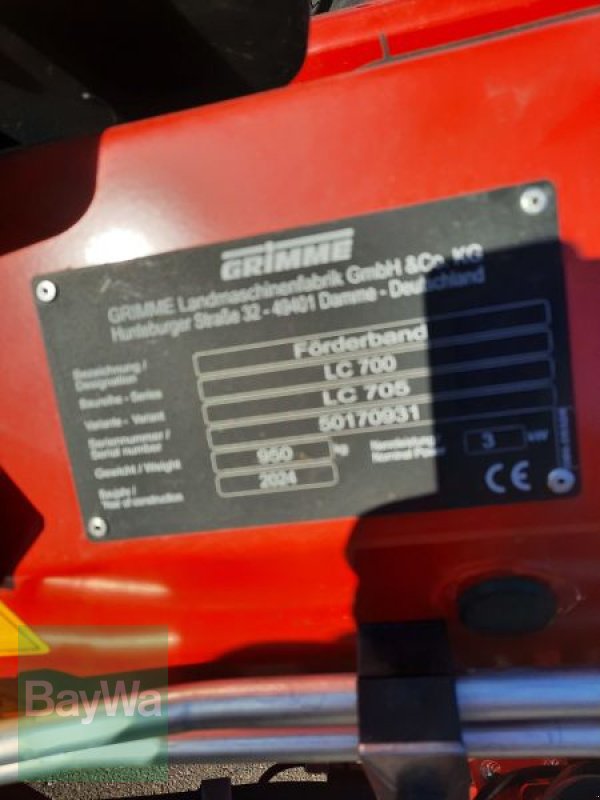 GRIMME
GRIMME Landmaschinenfabrik GmbH & Co. KG
Hunteburger Straße 32 - 49401 Damme - Deutschland
Bezeichnung / Designation Förderband
Baureihe - Series LC 700
Variante - Variant LC 705
Seriennummer / Serial number 50170931
Gewicht / Weight 950 kg Nennleistung / Nominal Power 3 kW
Baujahr / Year of construction 2024
CE
BayWa